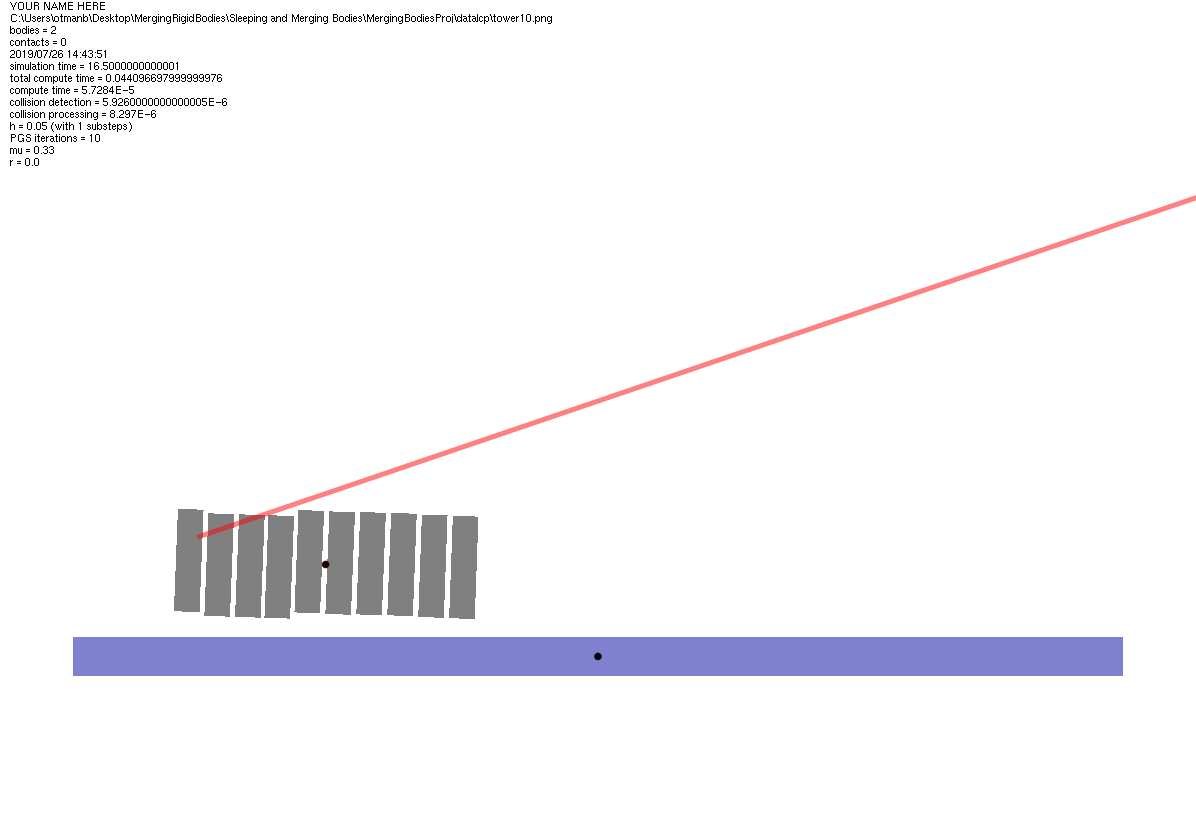 YOUR NAME HERE
C:\Users\otmanb\Desktop\MergingRigidBodies\Sleeping and Merging Bodies\MergingBodiesProj\datalcp\tower10.png
bodies = 2
contacts = 0
2019/07/26 14:43:51
simulation time = 16.5000000000001
total compute time = 0.044096697999999976
compute time = 5.7284E-5
collision detection = 5.9260000000000005E-6
collision processing = 8.297E-6
h = 0.05 (with 1 substeps)
PGS iterations = 10
mu = 0.33
r = 0.0